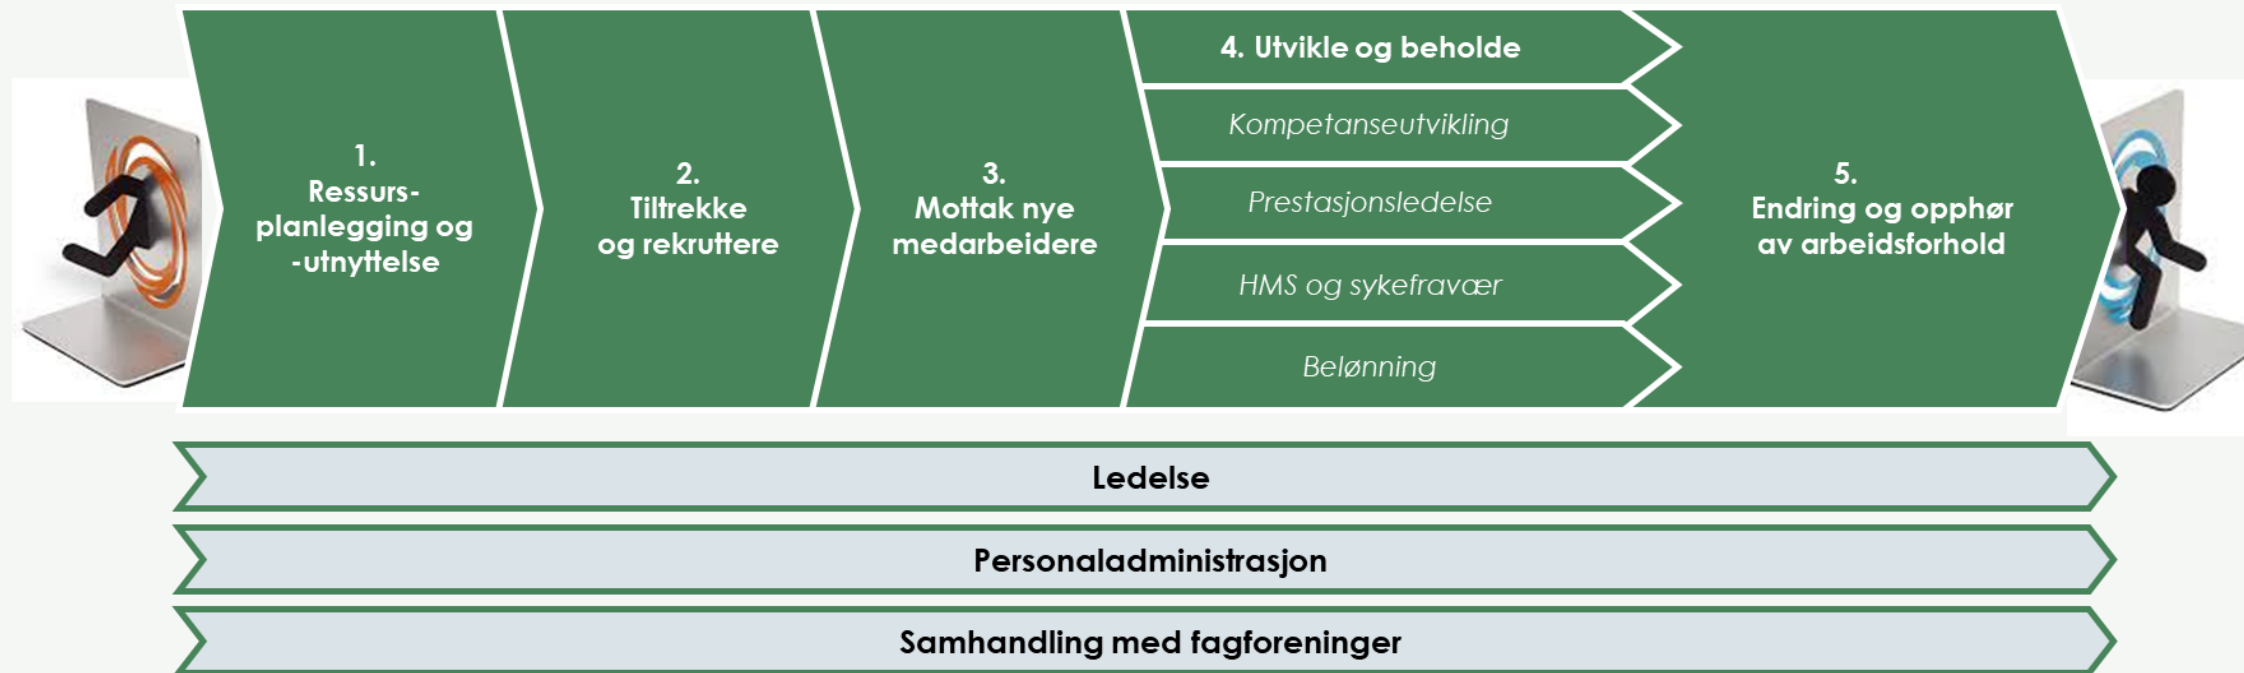 1.
Ressurs-
planlegging og
-utnyttelse
2.
Tiltrekke
og rekruttere
3.
Mottak nye
medarbeidere
4. Utvikle og beholde
Kompetanseutvikling
Prestasjonsledelse
HMS og sykefravær
Belønning
5.
Endring og opphør
av arbeidsforhold
Ledelse
Personaladministrasjon
Samhandling med fagforeninger